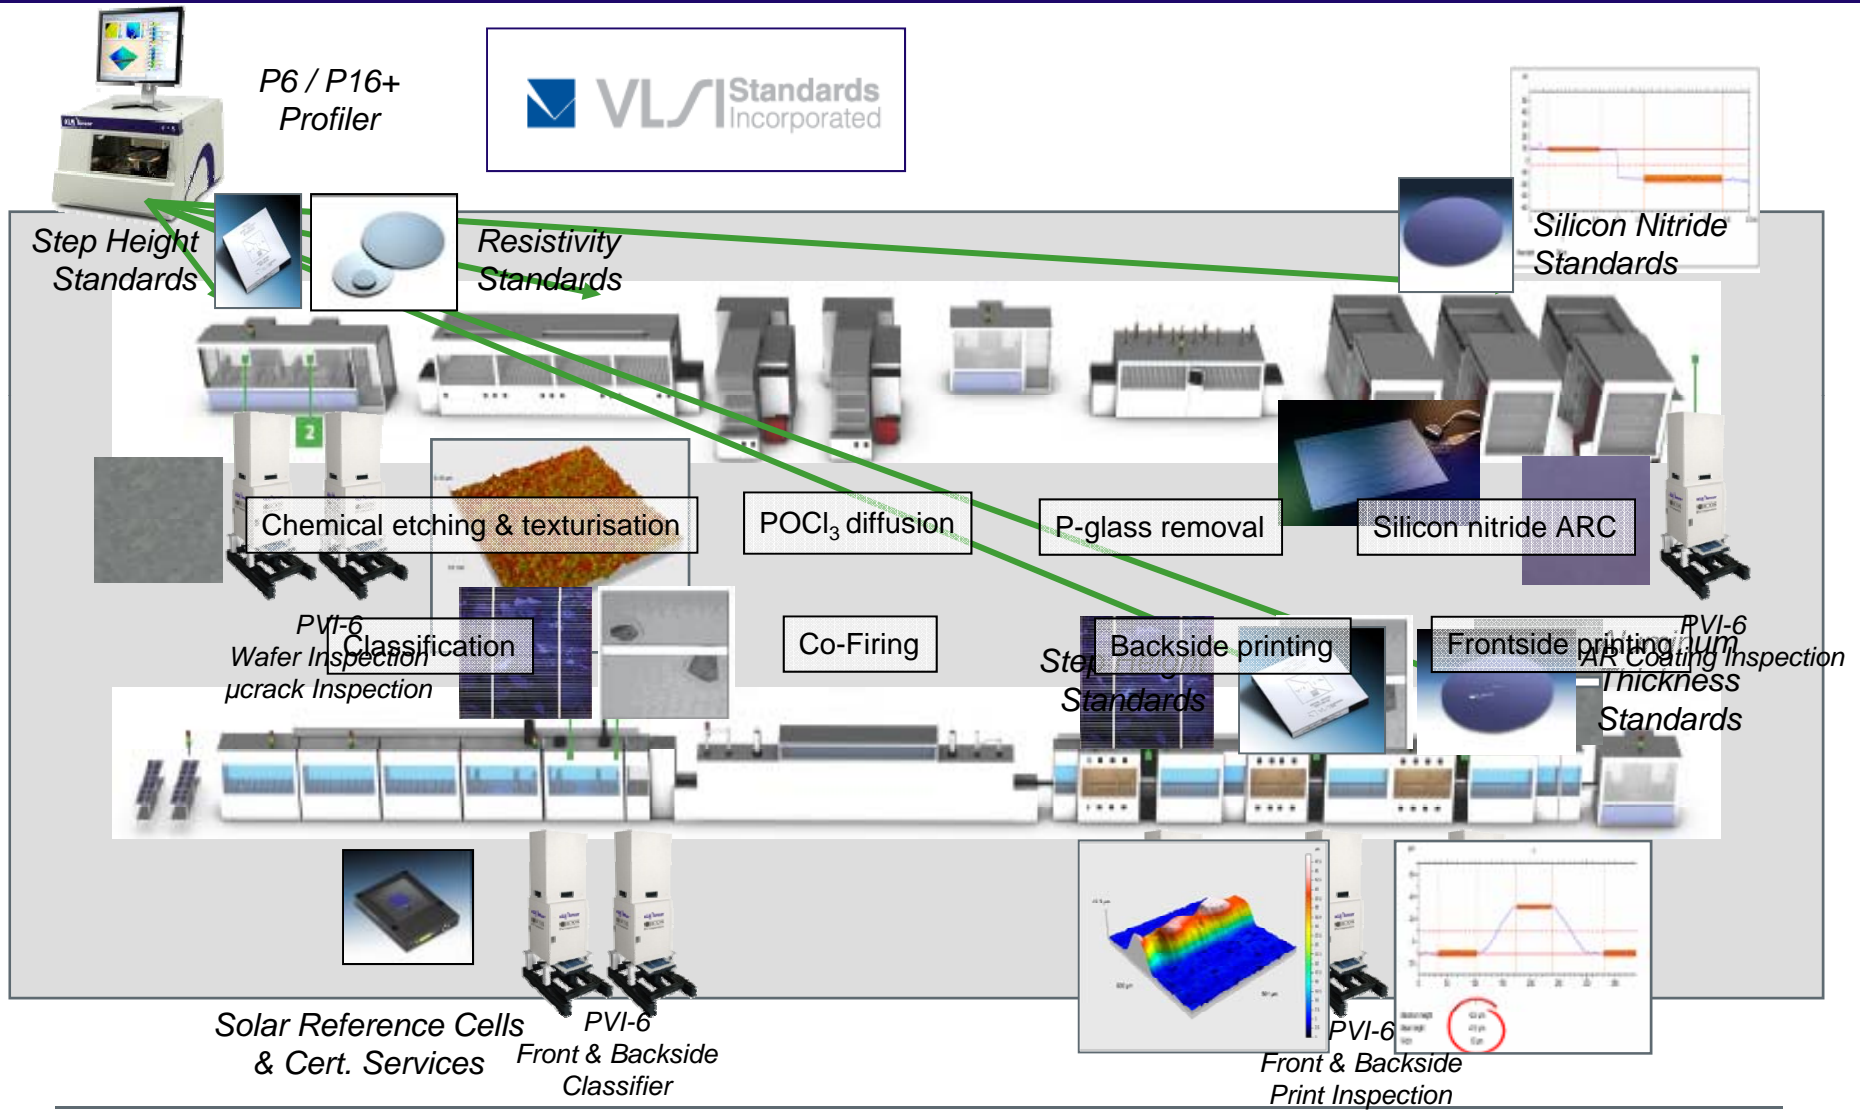 P6 / P16+
Profiler
VLSI Standards
Incorporated
Step Height
Standards
Resistivity
Standards
Silicon Nitride
Standards
2
Chemical etching & texturisation
POCl₃ diffusion
P-glass removal
Silicon nitride ARC
PVI-6
Wafer Inspection
µcrack Inspection
Classification
Co-Firing
Backside printing
Frontside printing
PVI-6
AR Coating Inspection
Standards
Thickness
Standards
Solar Reference Cells
& Cert. Services
PVI-6
Front & Backside
Classifier
PVI-6
Front & Backside
Print Inspection